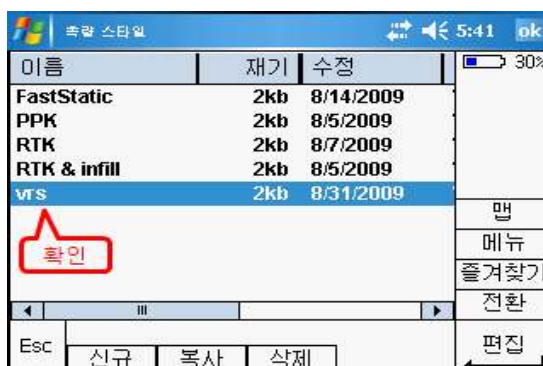 측량 스타일 5:41 ok
이름 재기 수정 30%
FastStatic 2kb 8/14/2009
PPK 2kb 8/5/2009
RTK 2kb 8/7/2009
RTK & infill 2kb 8/5/2009
vrs 2kb 8/31/2009
확인
맵
메뉴
즐겨찾기
전환
편집
Esc 신규 복사 삭제